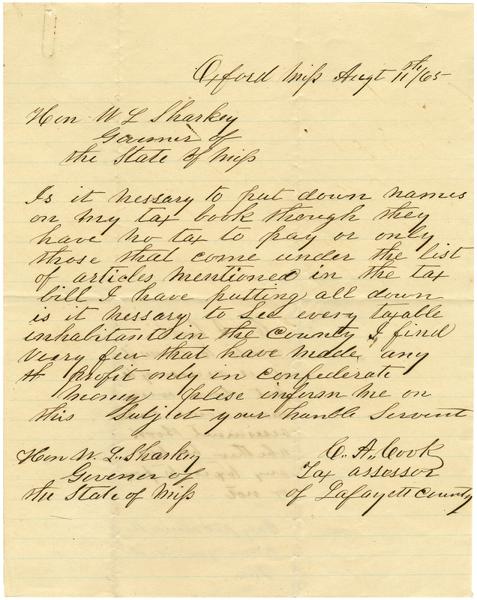 Oxford Miss Augt 11th/65
Hon W L Sharkey
Governer of
the State of Miss
Is it nessary to put down names
on my tax book though they
have no tax to pay or only
those that come under the list
of articles mentioned in the tax
bill I have putting all down
is it nessary to see every taxable
inhabitants in the county I find
very few that have made any
profit only in confederate
money plese inform me on
this Subject your humble Servent
Hon W. L. Sharkey
Goverer of
the State of Miss
C. A. Cook
Tax assessor
of Lafayett County